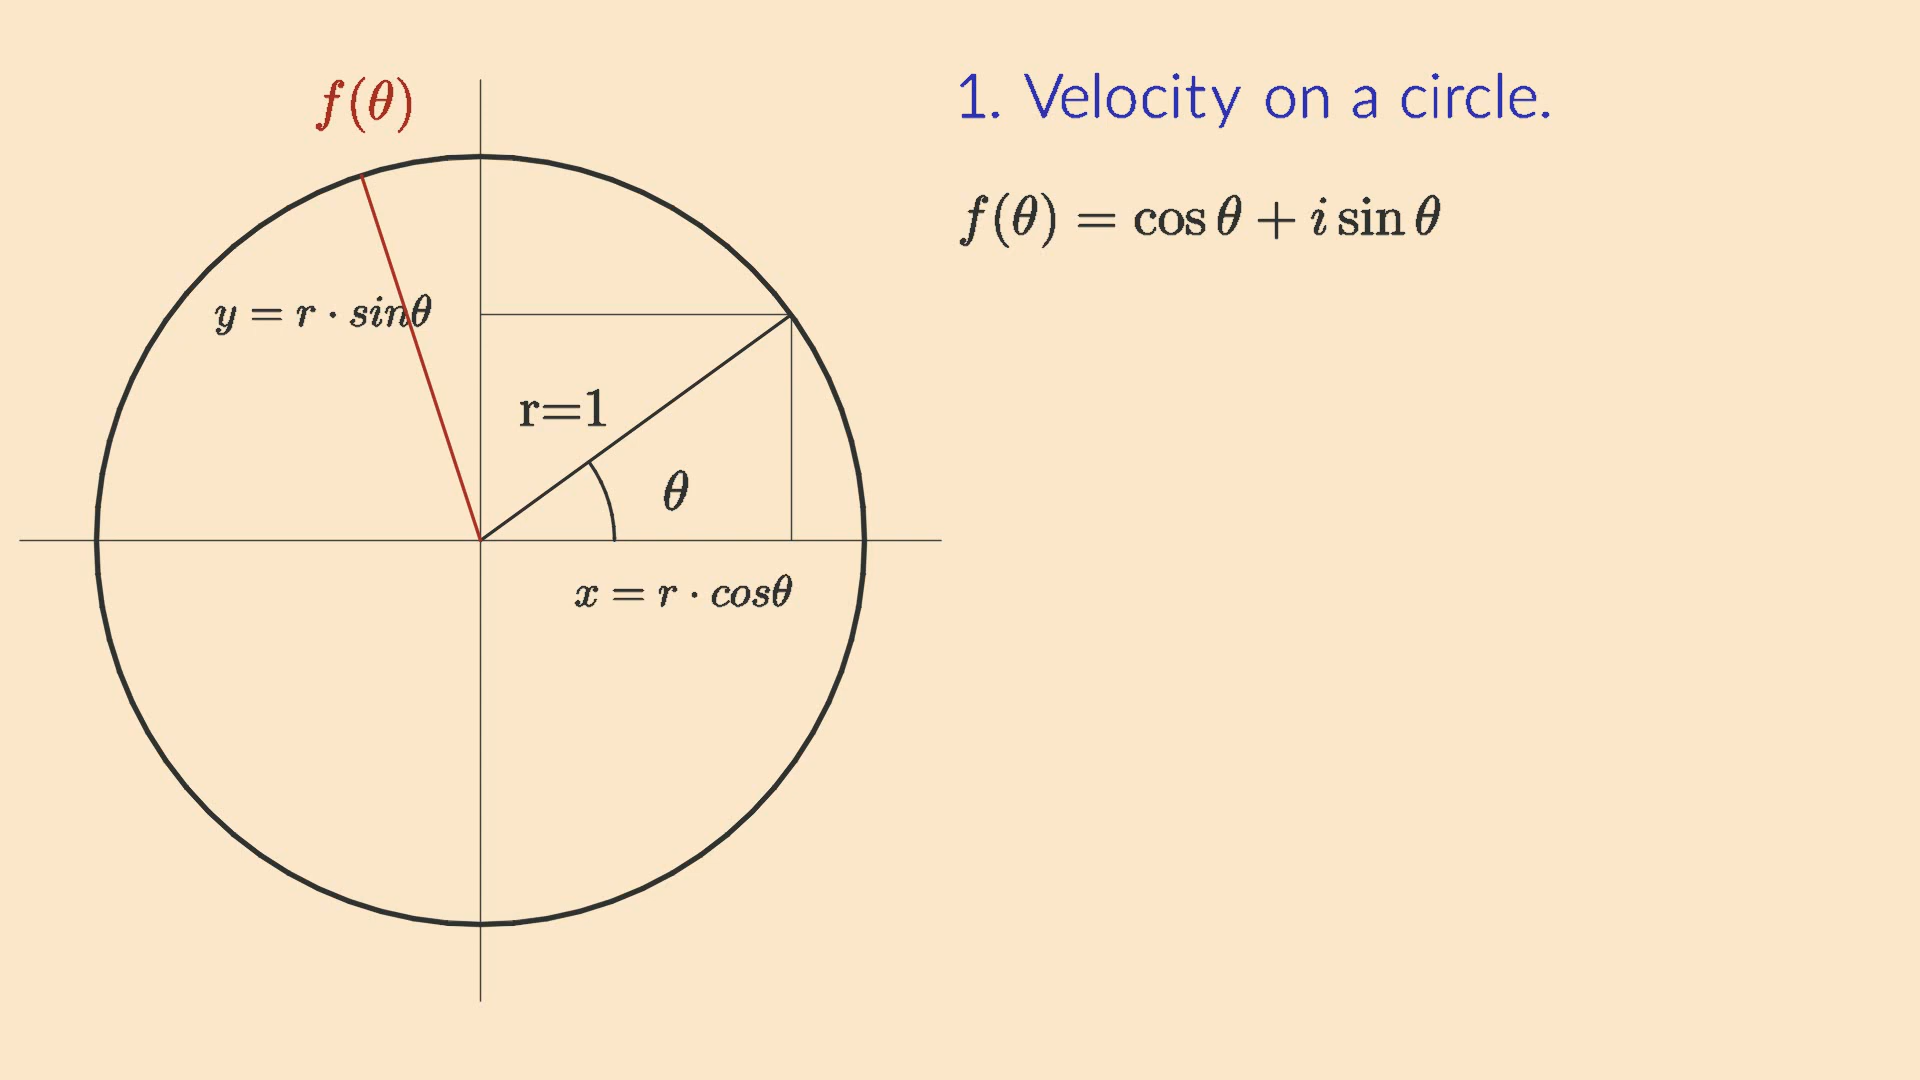 f(θ)
1. Velocity on a circle.
f(θ) = cos θ + i sin θ
y = r · sinθ
r=1
θ
x = r · cosθ